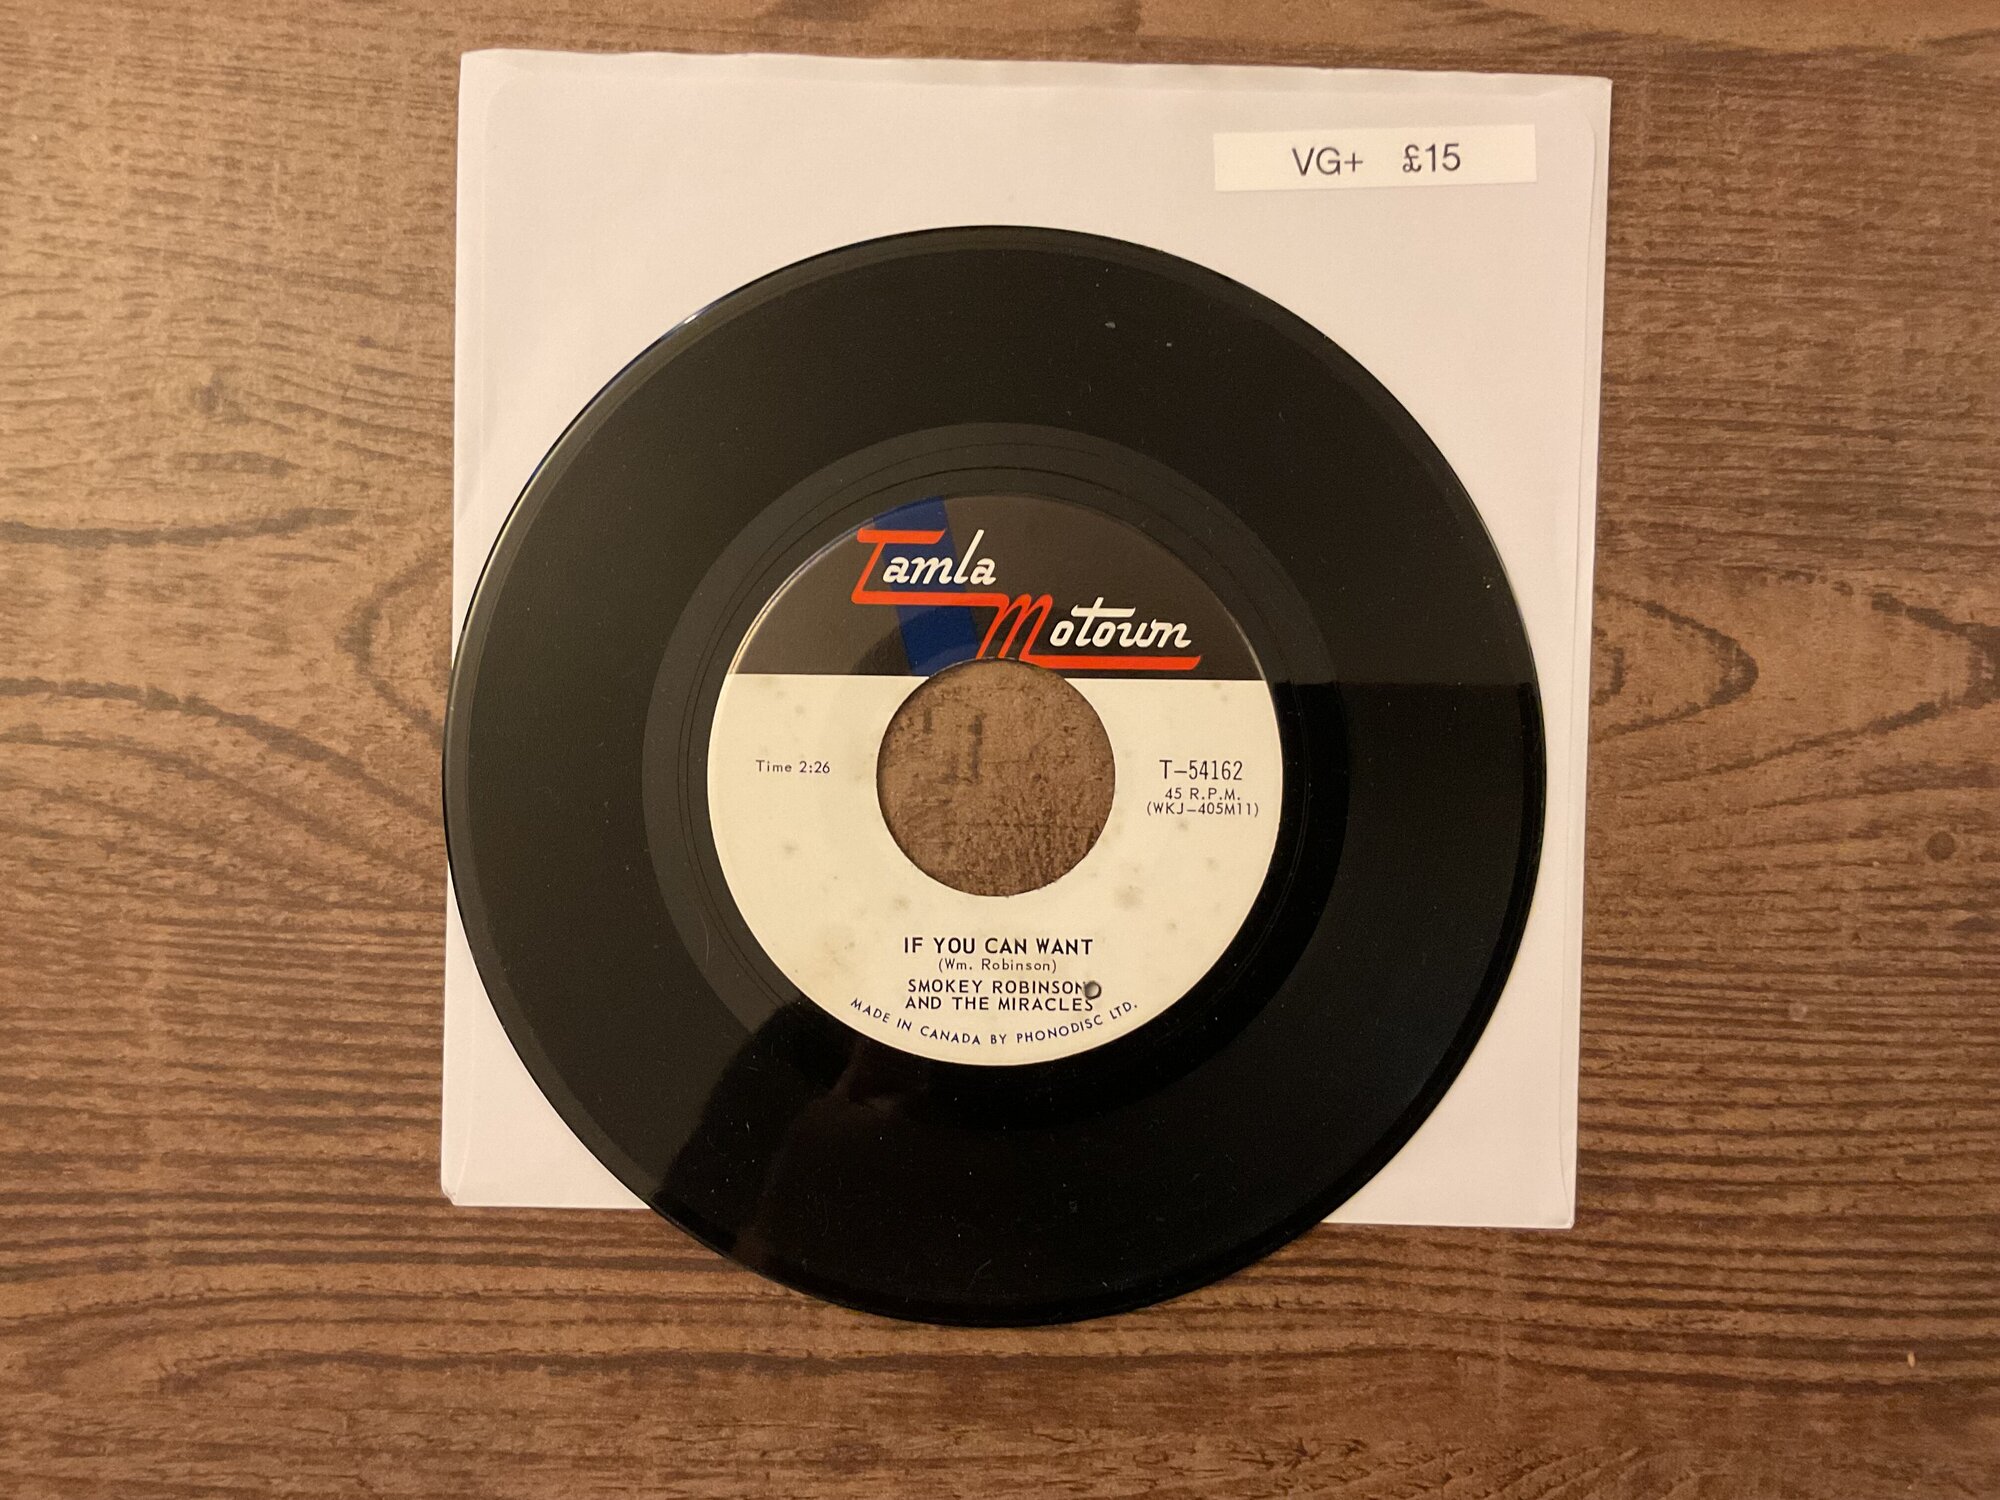 VG+ £15
Tamla
Motown
Time 2:26
T-54162
45 R.P.M.
(WKJ-405M11)
IF YOU CAN WANT
(Wm. Robinson)
SMOKEY ROBINSON
AND THE MIRACLES
MADE IN CANADA BY PHONODISC LTD.